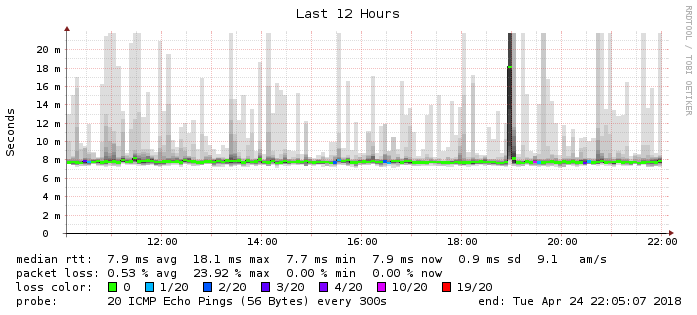 Last 12 Hours
RRDTOOL / TOBI OETIKER
Seconds
20 m
18 m
16 m
14 m
12 m
10 m
8 m
6 m
4 m
2 m
0
12:00 14:00 16:00 18:00 20:00 22:00
median rtt: 7.9 ms avg 18.1 ms max 7.7 ms min 7.9 ms now 0.9 ms sd 9.1 am/s
packet loss: 0.53 % avg 23.92 % max 0.00 % min 0.00 % now
loss color: 0 1/20 2/20 3/20 4/20 10/20 19/20
probe: 20 ICMP Echo Pings (56 Bytes) every 300s end: Tue Apr 24 22:05:07 2018